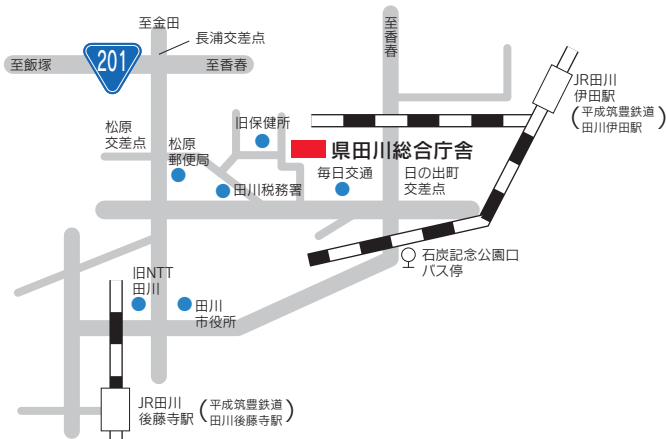 至金田
長浦交差点
至飯塚
201
至香春
至香春
JR田川
伊田駅
(平成筑豊鉄道
田川伊田駅)
松原
交差点
旧保健所
松原
郵便局
県田川総合庁舎
田川税務署
毎日交通
日の出町
交差点
石炭記念公園口
バス停
旧NTT
田川
田川
市役所
JR田川
後藤寺駅
(平成筑豊鉄道
田川後藤寺駅)